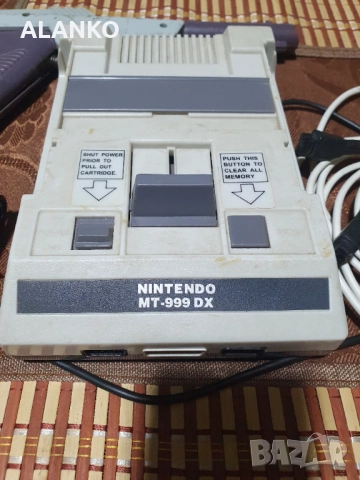 ALANKO
SHUT POWER
PRIOR TO
PULL OUT
CARTRIDGE.
PUSH THIS
BUTTON TO
CLEAR ALL
MEMORY
NINTENDO
MT-999 DX
BAZAR